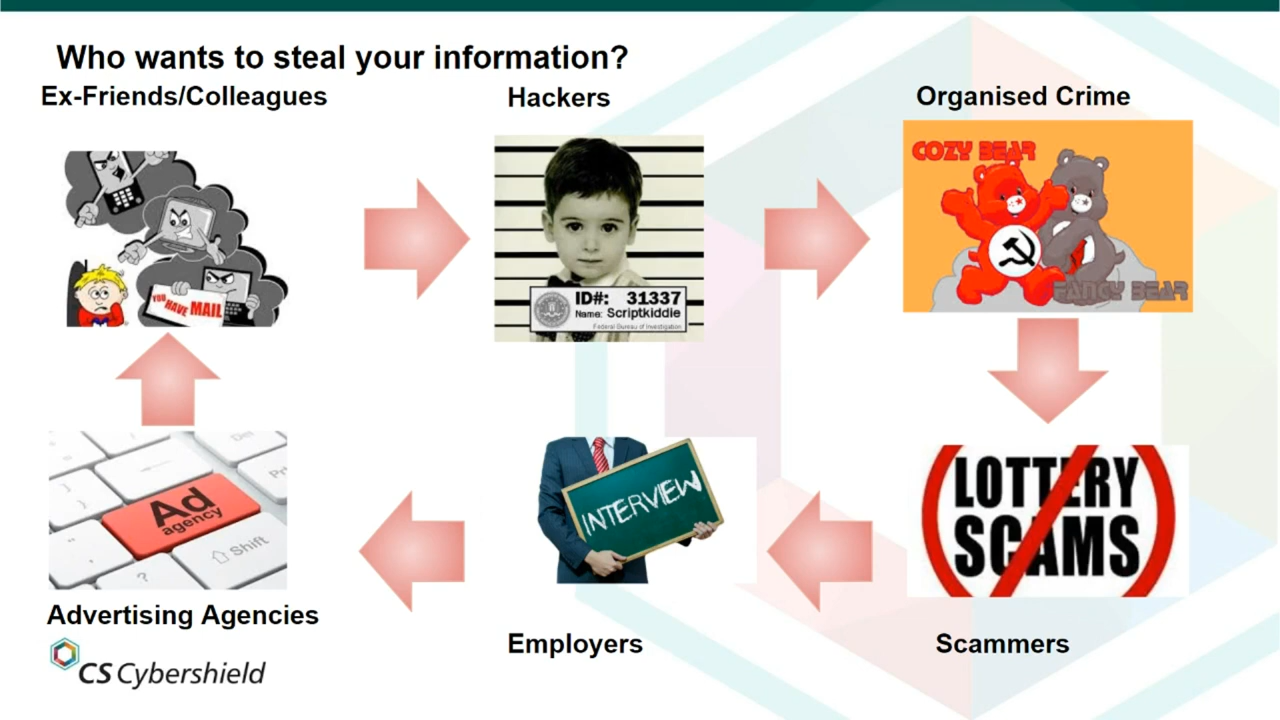 Who wants to steal your information?
Ex-Friends/Colleagues
Hackers
Organised Crime
YOU HAVE MAIL
ID#: 31337
Name: Scriptkiddie
Federal Bureau of Investigation
COZY BEAR
FANCY BEAR
Ad
agency
Shift
?
Del
INTERVIEW
LOTTERY
SCAMS
Advertising Agencies
Employers
Scammers
CS Cybershield